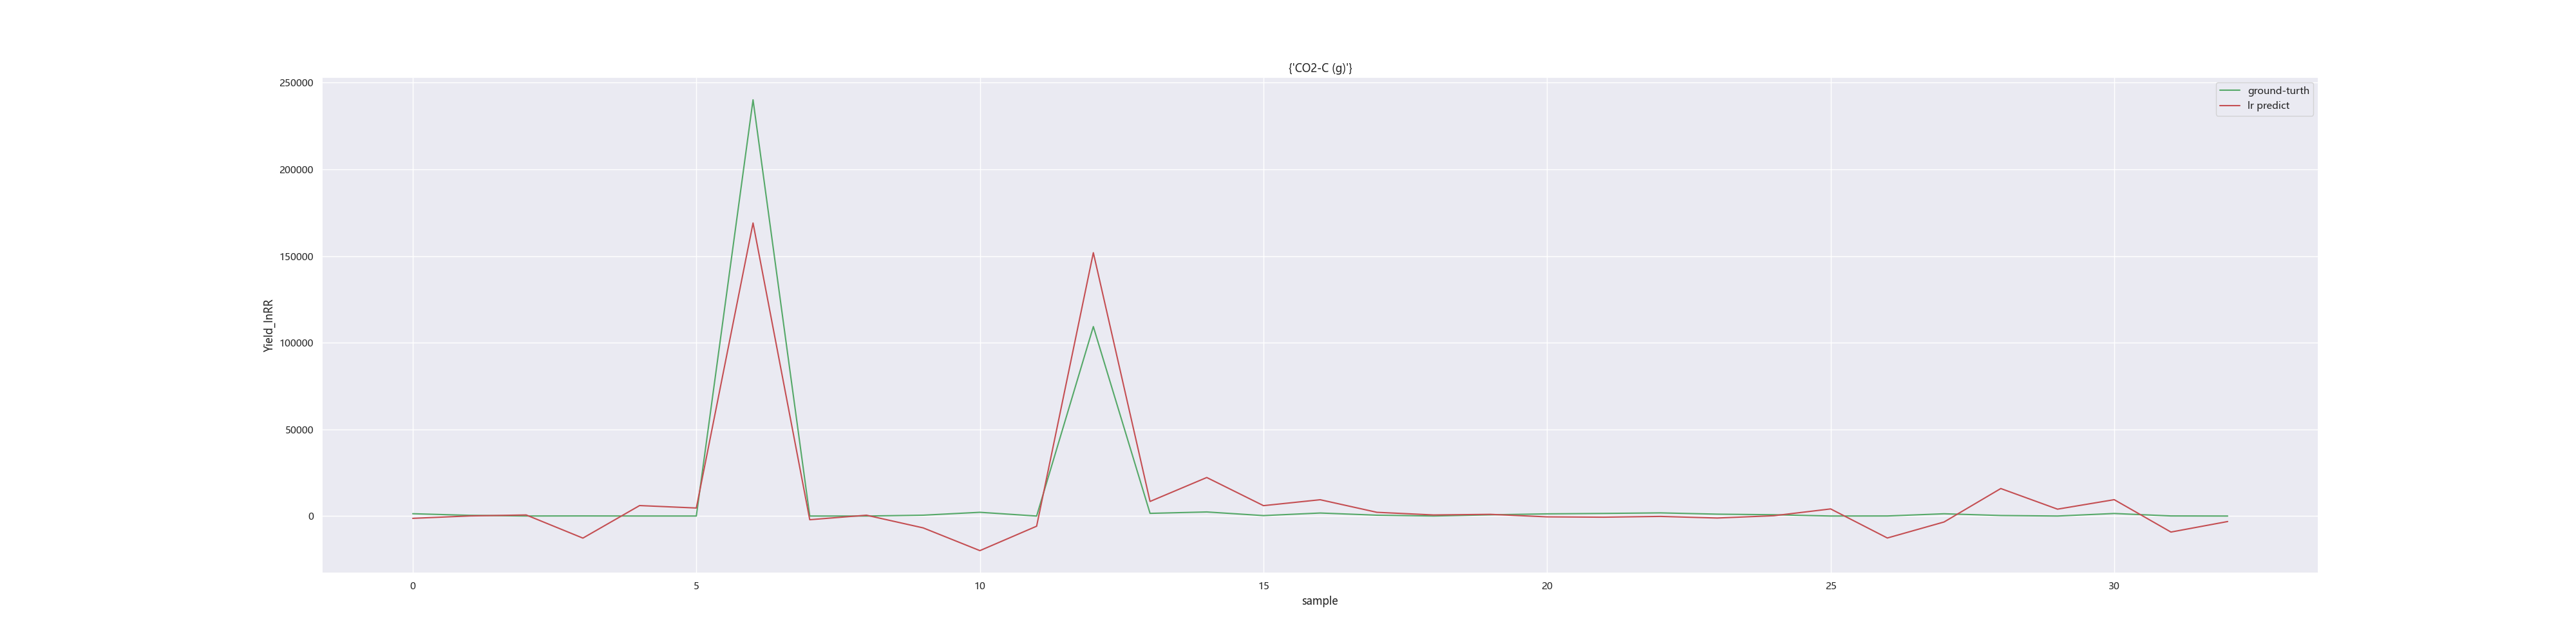 {'CO2-C (g)'}
250000
200000
150000
100000
50000
0
Yield_lnRR
ground-turth
lr predict
0 5 10 15 20 25 30
sample